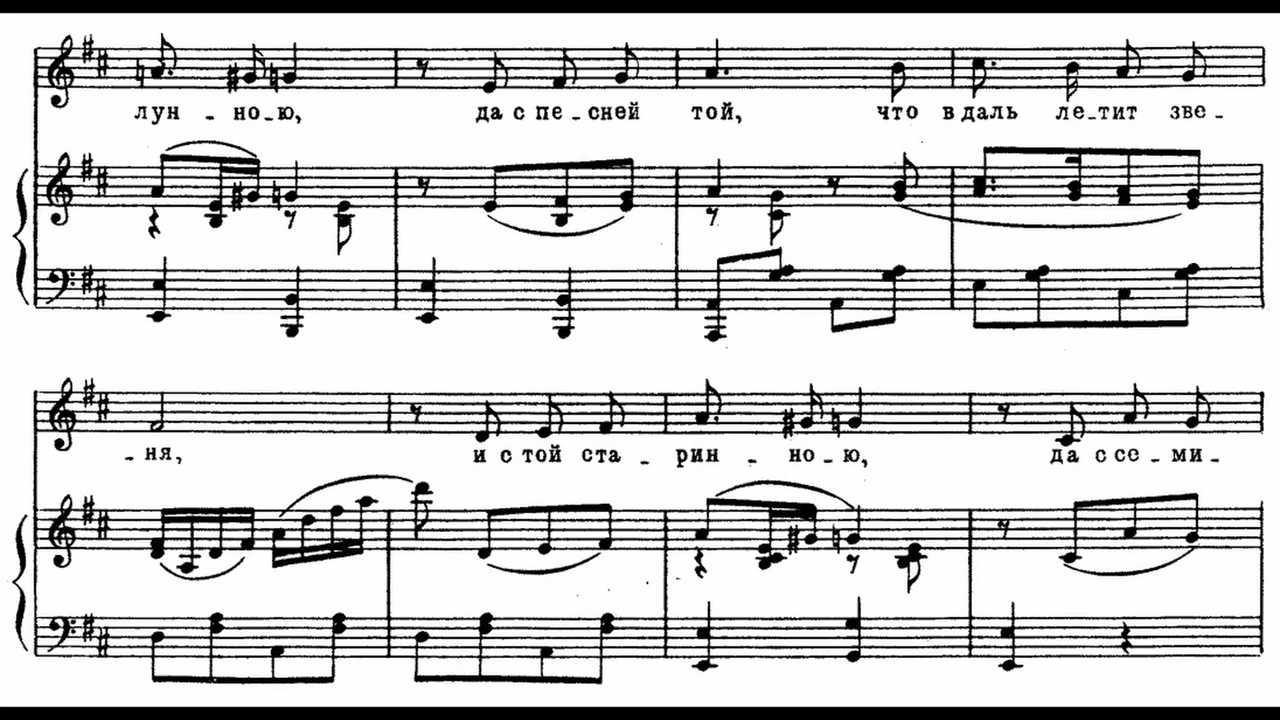 лун - но-ю, да с пе-сней той, что вдаль ле-тит зве-
- ня, и с той ста - рин - но - ю, да с се - ми -